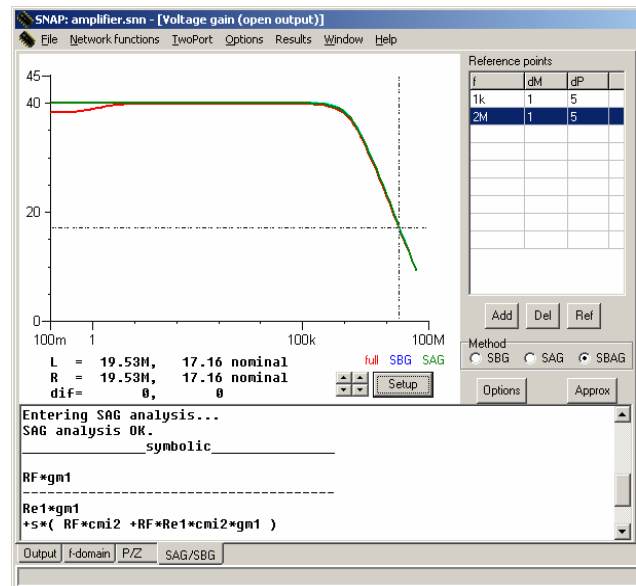 SNAP: amplifier.snn - [Voltage gain (open output)]
File Network functions TwoPort Options Results Window Help
45
40
20
0
100m 1 100k 100M
L = 19.53M, 17.16 nominal
R = 19.53M, 17.16 nominal
dif= 0, 0
full SBG SAG
Setup
Reference points
f dM dP
1k 1 5
2M 1 5
Add Del Ref
Method
SBG SAG SBAG
Options Approx
Entering SAG analysis...
SAG analysis OK.
_______________symbolic_______________
RF*gm1
--------------------------------------
Re1*gm1
+s*( RF*cmi2 +RF*Re1*cmi2*gm1 )
Output f-domain P/Z SAG/SBG